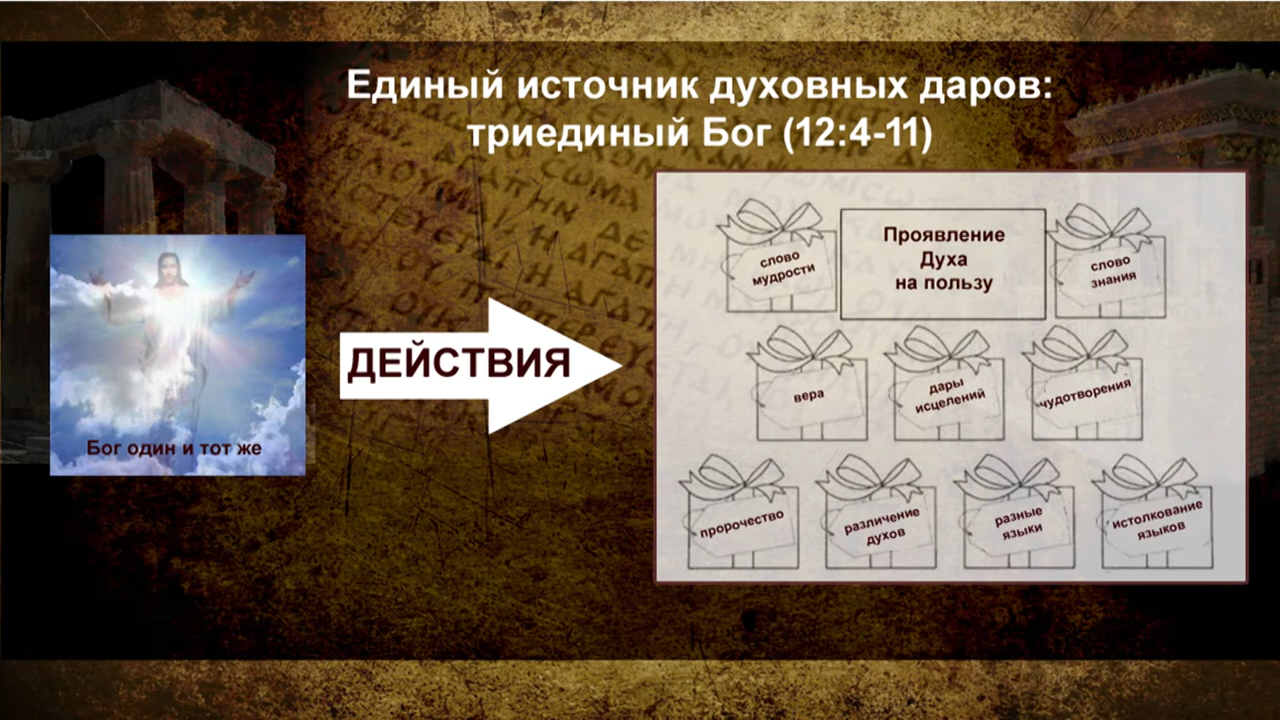 Единый источник духовных даров:
триединый Бог (12:4-11)
Бог один и тот же
ДЕЙСТВИЯ
слово
мудрости
Проявление
Духа
на пользу
слово
знания
вера
дары
исцелений
чудотворения
пророчество
различение
духов
разные
языки
истолкование
языков